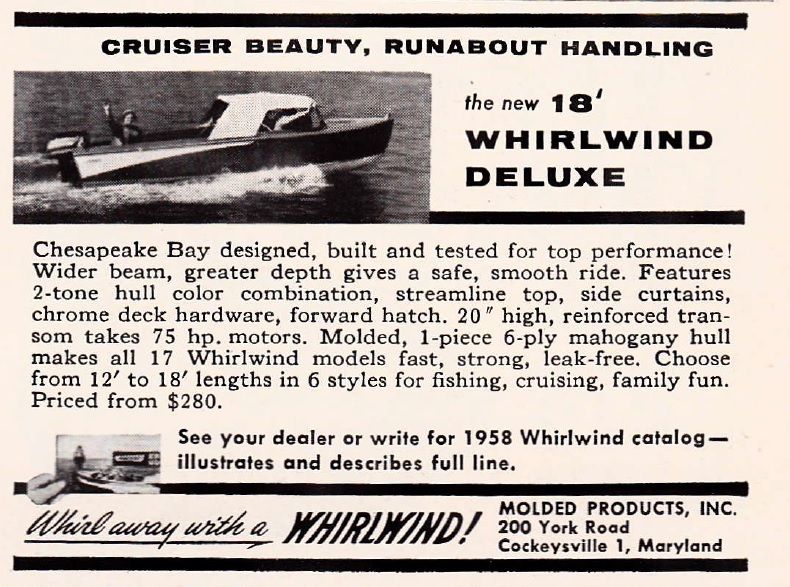 CRUISER BEAUTY, RUNABOUT HANDLING
the new 18'
WHIRLWIND
DELUXE
Chesapeake Bay designed, built and tested for top performance!
Wider beam, greater depth gives a safe, smooth ride. Features
2-tone hull color combination, streamline top, side curtains,
chrome deck hardware, forward hatch. 20" high, reinforced tran-
som takes 75 hp. motors. Molded, 1-piece 6-ply mahogany hull
makes all 17 Whirlwind models fast, strong, leak-free. Choose
from 12' to 18' lengths in 6 styles for fishing, cruising, family fun.
Priced from $280.
See your dealer or write for 1958 Whirlwind catalog—
illustrates and describes full line.
Whirl away with a WHIRLWIND!
MOLDED PRODUCTS, INC.
200 York Road
Cockeysville 1, Maryland